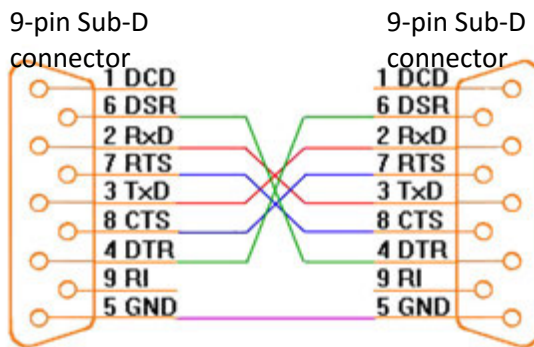 9-pin Sub-D
connector
1 DCD
6 DSR
2 RxD
7 RTS
3 TxD
8 CTS
4 DTR
9 RI
5 GND
9-pin Sub-D
connector
1 DCD
6 DSR
2 RxD
7 RTS
3 TxD
8 CTS
4 DTR
9 RI
5 GND